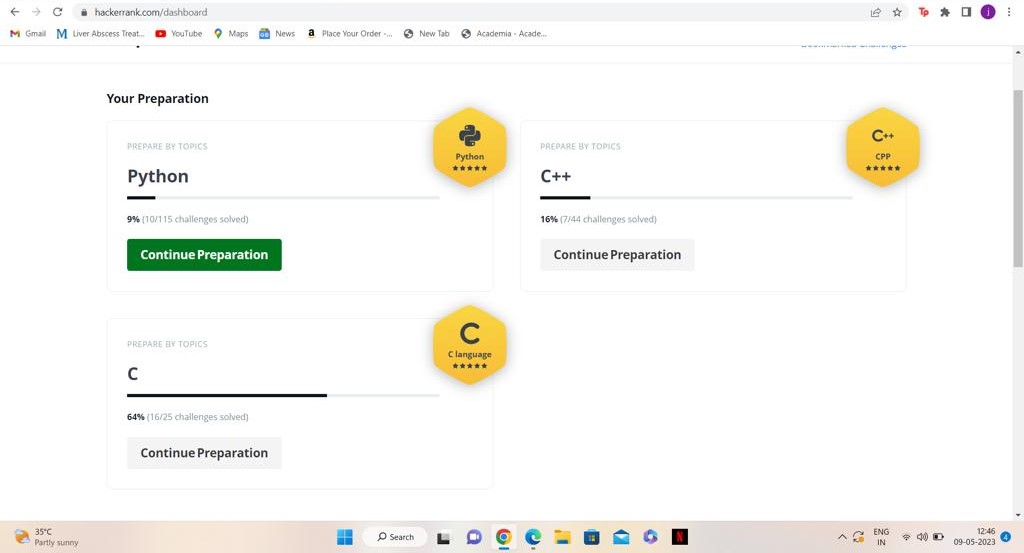 hackerrank.com/dashboard
Gmail
Liver Abscess Treat...
YouTube
Maps
News
Place Your Order -...
New Tab
Academia - Acade...
Your Preparation
PREPARE BY TOPICS
Python
9% (10/115 challenges solved)
Continue Preparation
Python
PREPARE BY TOPICS
C++
16% (7/44 challenges solved)
Continue Preparation
C++
CPP
PREPARE BY TOPICS
C
64% (16/25 challenges solved)
Continue Preparation
C
C language
35°C
Partly sunny
Search
ENG
IN
12:46
09-05-2023
4